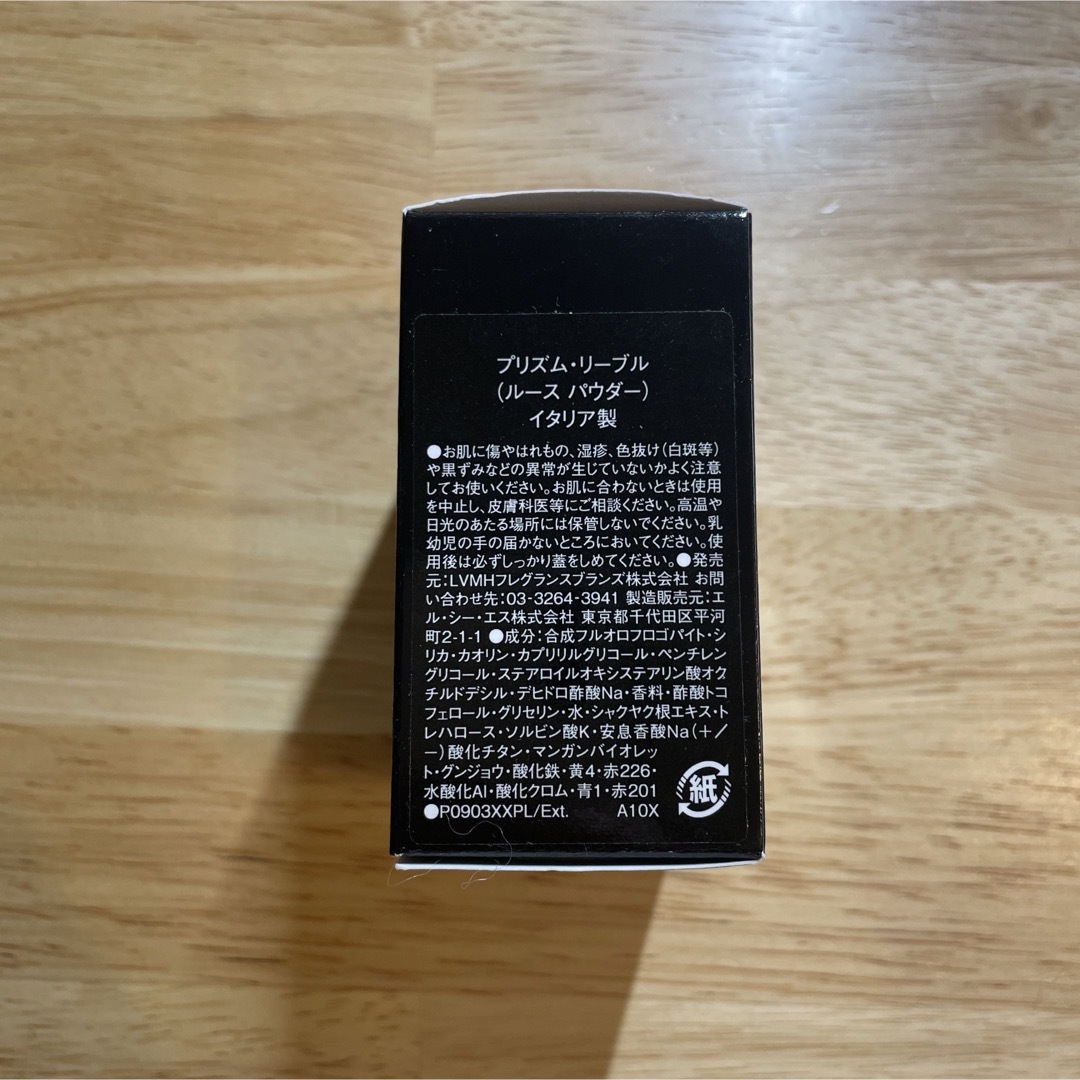 プリズム・リーブル
(ルース パウダー)
イタリア製
●お肌に傷やはれもの、湿疹、色抜け(白斑等)
や黒ずみなどの異常が生じていないかよく注意
してお使いください。お肌に合わないときは使用
を中止し、皮膚科医等にご相談ください。高温や
日光のあたる場所には保管しないでください。乳
幼児の手の届かないところにおいてください。使
用後は必ずしっかり蓋をしめてください。●発売
元:LVMHフレグランスブランズ株式会社 お問
い合わせ先:03-3264-3941 製造販売元:エ
ル・シー・エス株式会社 東京都千代田区平河
町2-1-1 ●成分:合成フルオロフロゴパイト・シ
リカ・カオリン・カプリリルグリコール・ペンチレン
グリコール・ステアロイルオキシステアリン酸オク
チルドデシル・デヒドロ酢酸Na・香料・酢酸トコ
フェロール・グリセリン・水・シャクヤク根エキス・ト
レハロース・ソルビン酸K・安息香酸Na(+/
−)酸化チタン・マンガンバイオレッ
ト・グンジョウ・酸化鉄・黄4・赤226・
水酸化Al・酸化クロム・青1・赤201
●P0903XXPL/Ext. A10X
紙